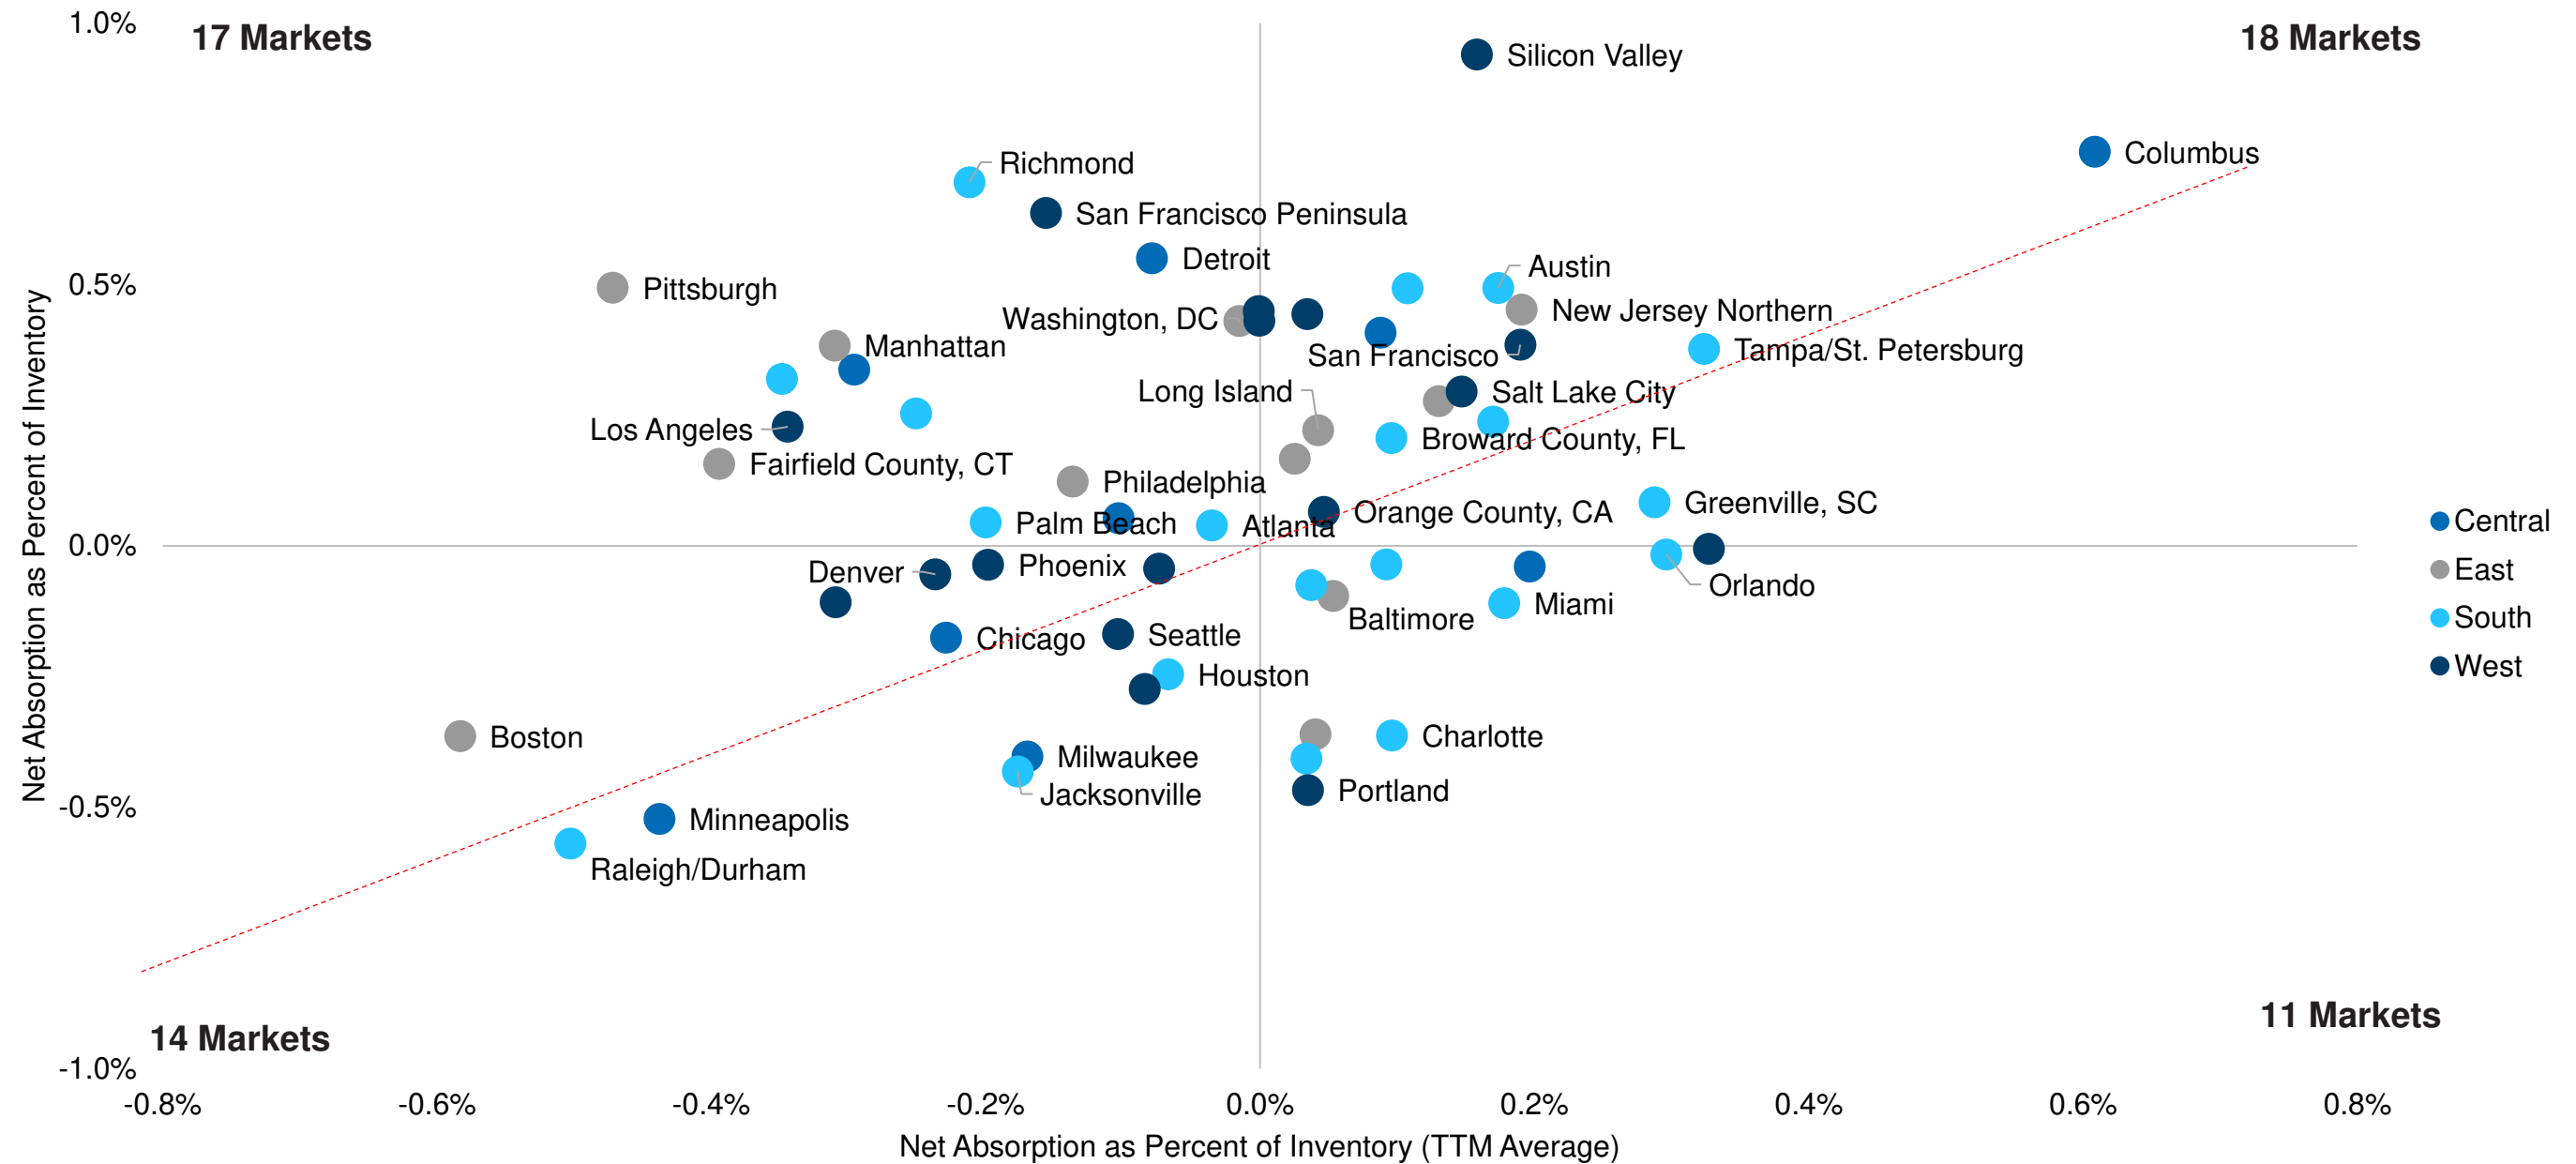 1.0%
17 Markets
18 Markets
Silicon Valley
Columbus
Richmond
San Francisco Peninsula
Detroit
Austin
0.5%
Pittsburgh
New Jersey Northern
Washington, DC
Manhattan
San Francisco
Tampa/St. Petersburg
Long Island
Salt Lake City
Los Angeles
Broward County, FL
Fairfield County, CT
Philadelphia
Greenville, SC
Orange County, CA
Palm Beach
Atlanta
Central
0.0%
Denver
Phoenix
East
Orlando
Miami
Baltimore
South
Chicago
Seattle
West
Houston
Boston
Charlotte
Milwaukee
Jacksonville
Portland
-0.5%
Minneapolis
Raleigh/Durham
11 Markets
14 Markets
-1.0%
Net Absorption as Percent of Inventory
-0.8%
-0.6%
-0.4%
-0.2%
0.0%
0.2%
0.4%
0.6%
0.8%
Net Absorption as Percent of Inventory (TTM Average)